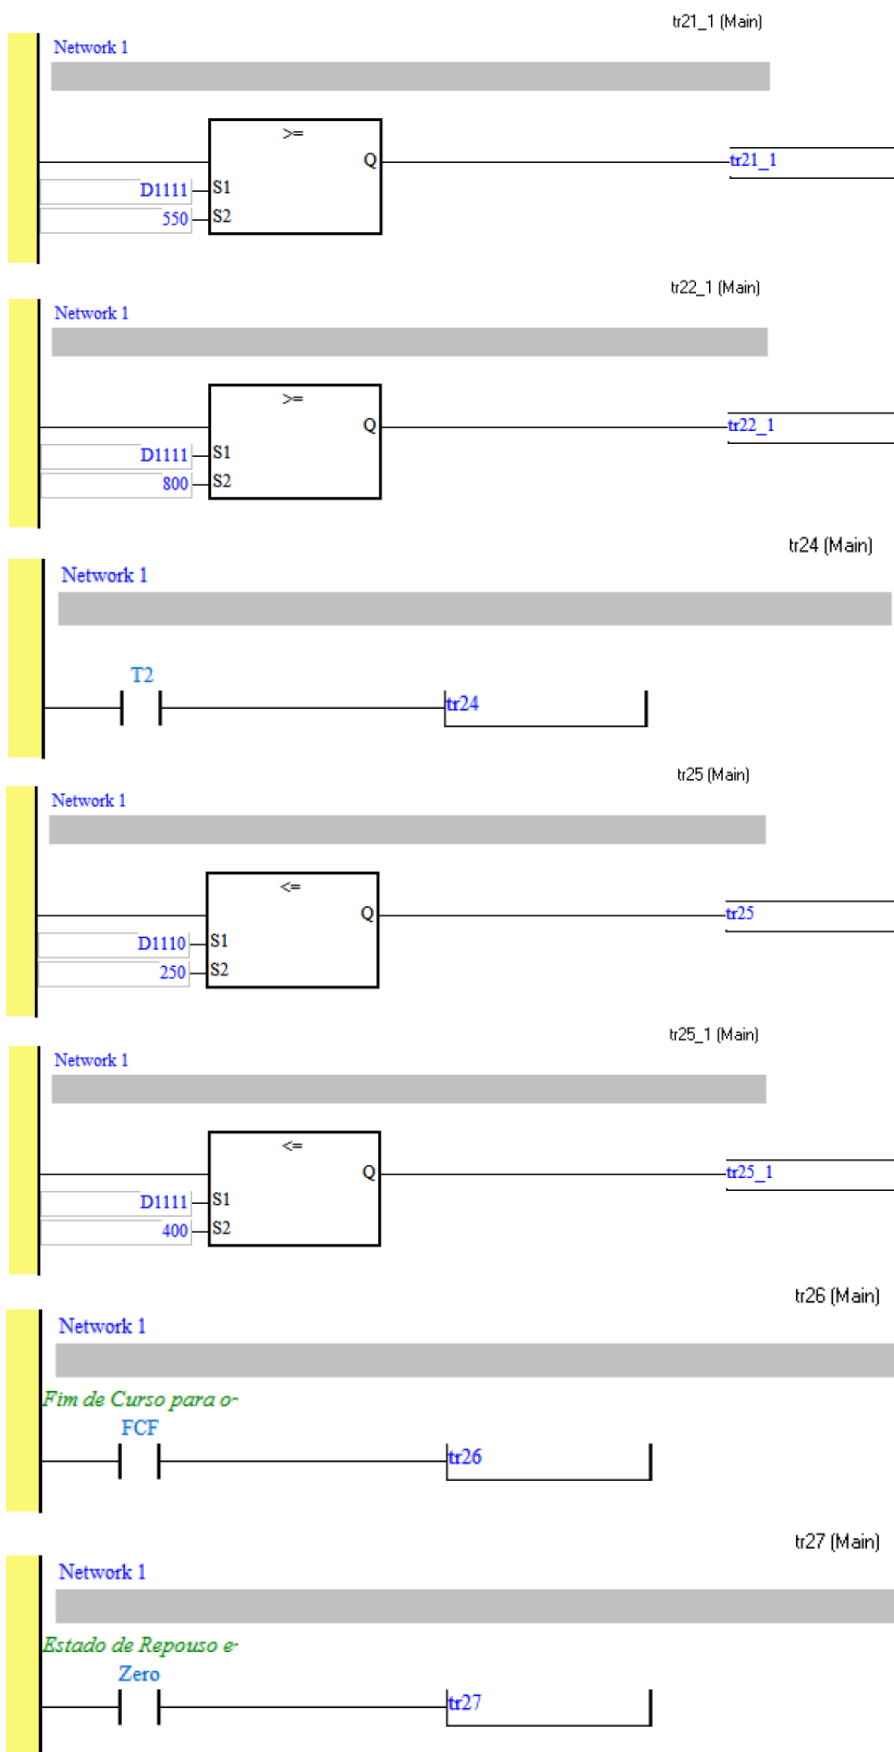 tr21_1 (Main)
Network 1
>=
Q
tr21_1
D1111 S1
550 S2
tr22_1 (Main)
Network 1
>=
Q
tr22_1
D1111 S1
800 S2
tr24 (Main)
Network 1
T2
tr24
tr25 (Main)
Network 1
<=
Q
tr25
D1110 S1
250 S2
tr25_1 (Main)
Network 1
<=
Q
tr25_1
D1111 S1
400 S2
tr26 (Main)
Network 1
Fim de Curso para o-
FCF
tr26
tr27 (Main)
Network 1
Estado de Repouso e-
Zero
tr27